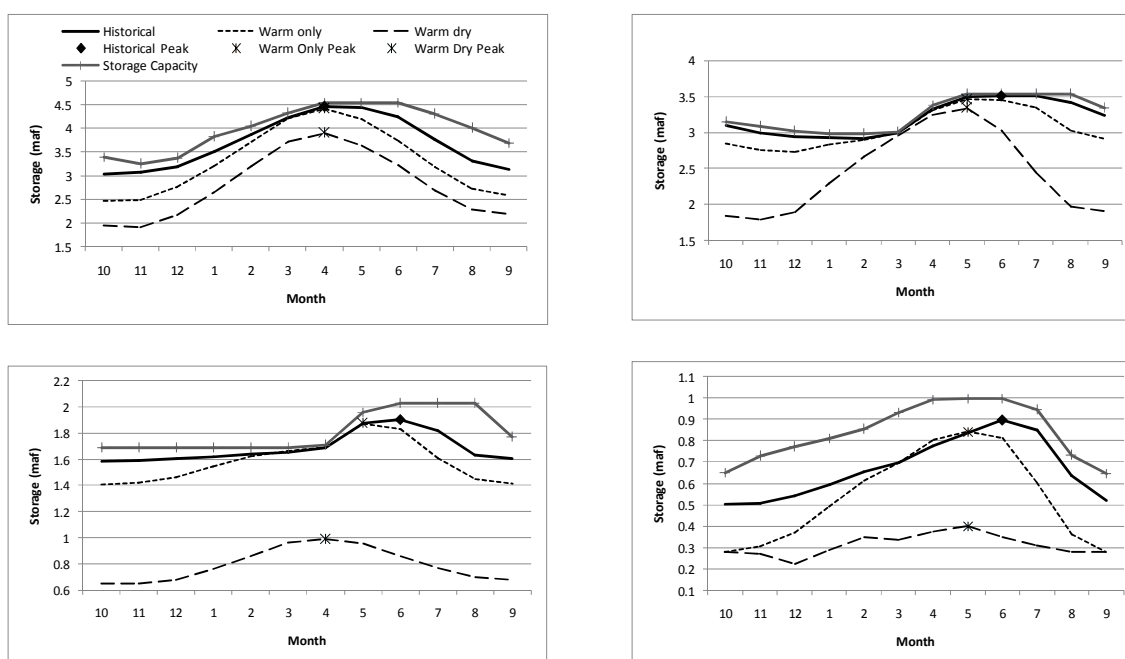 Historical Warm only Warm dry
Historical Peak Warm Only Peak Warm Dry Peak
Storage Capacity
Storage (maf)
5
4.5
4
3.5
3
2.5
2
1.5
10 11 12 1 2 3 4 5 6 7 8 9
Month
Storage (maf)
4
3.5
3
2.5
2
1.5
10 11 12 1 2 3 4 5 6 7 8 9
Month
Storage (maf)
2.2
2
1.8
1.6
1.4
1.2
1
0.8
0.6
10 11 12 1 2 3 4 5 6 7 8 9
Month
Storage (maf)
1.1
1
0.9
0.8
0.7
0.6
0.5
0.4
0.3
0.2
0.1
10 11 12 1 2 3 4 5 6 7 8 9
Month